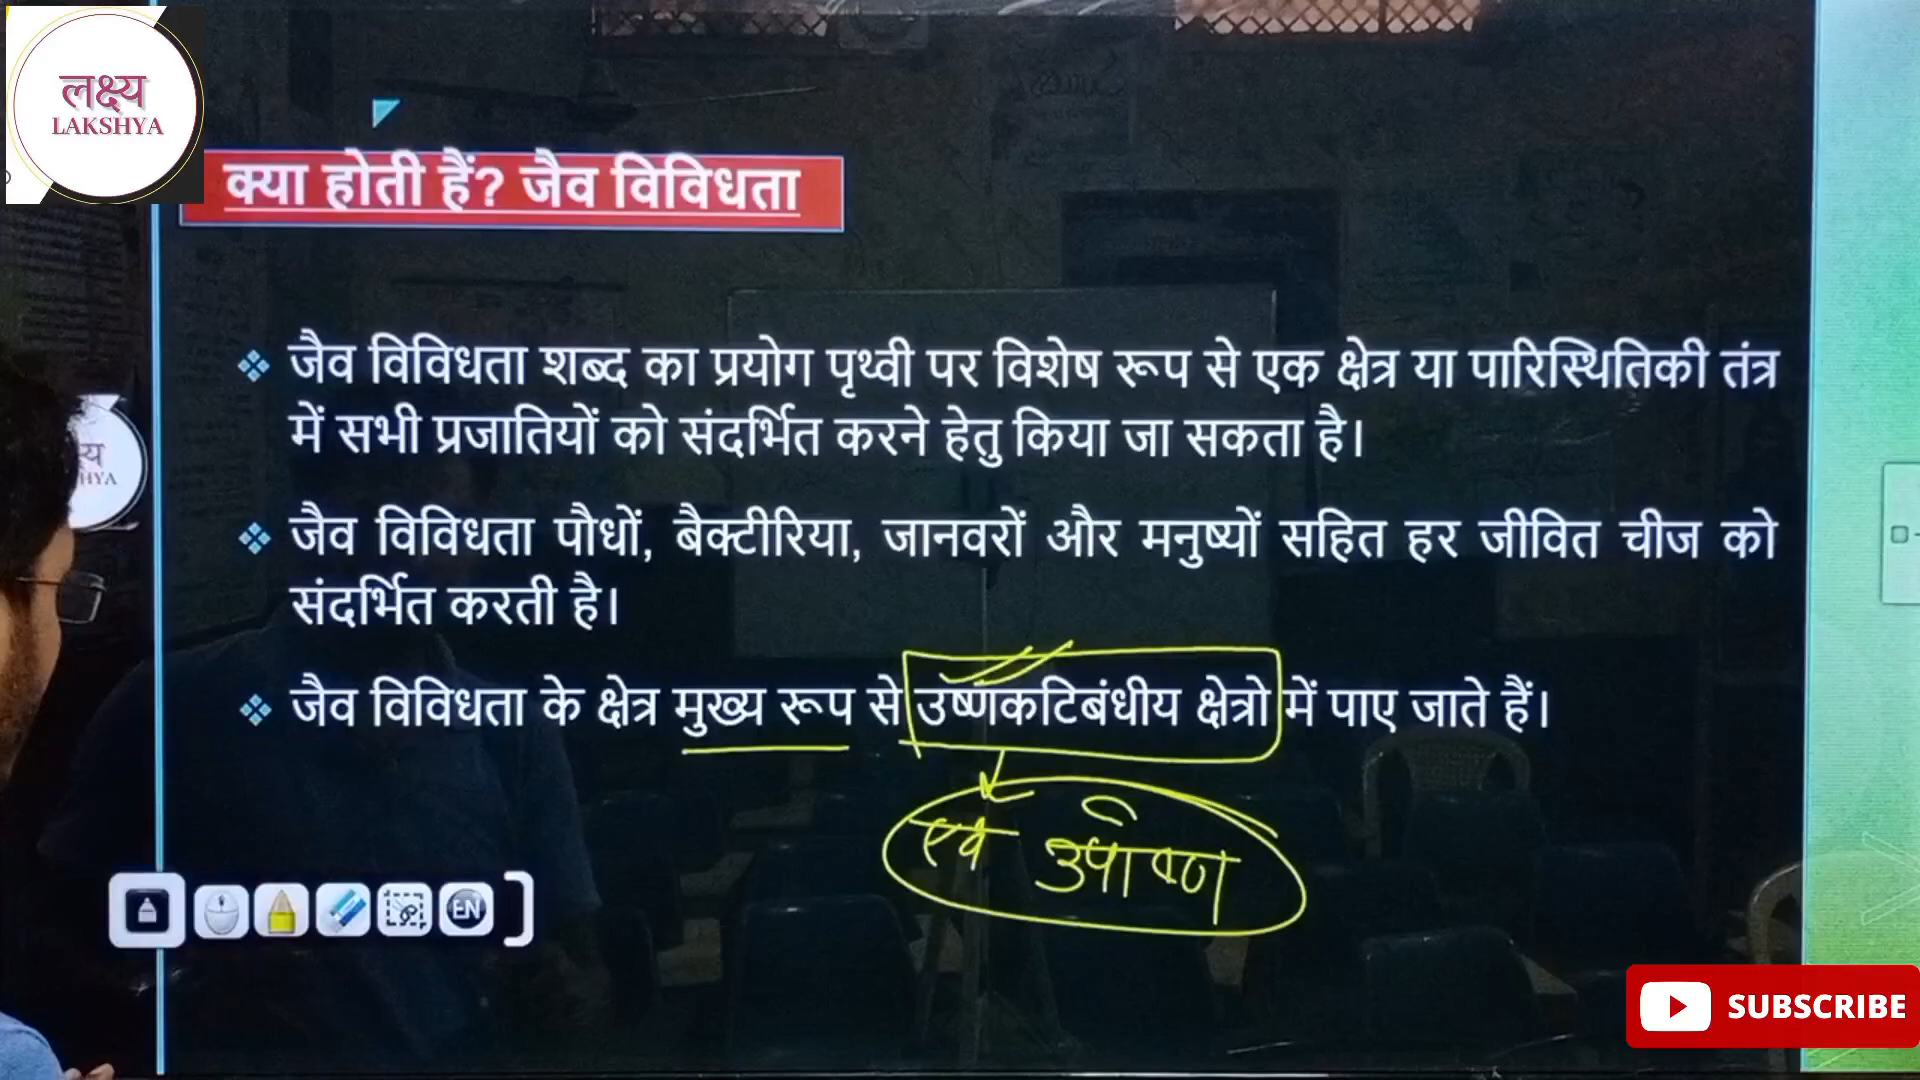 लक्ष्य
LAKSHYA
क्या होती हैं? जैव विविधता
जैव विविधता शब्द का प्रयोग पृथ्वी पर विशेष रूप से एक क्षेत्र या पारिस्थितिकी तंत्र
में सभी प्रजातियों को संदर्भित करने हेतु किया जा सकता है।
जैव विविधता पौधों, बैक्टीरिया, जानवरों और मनुष्यों सहित हर जीवित चीज को
संदर्भित करती है।
जैव विविधता के क्षेत्र मुख्य रूप से उष्णकटिबंधीय क्षेत्रो में पाए जाते हैं।
एवं
EN
SUBSCRIBE